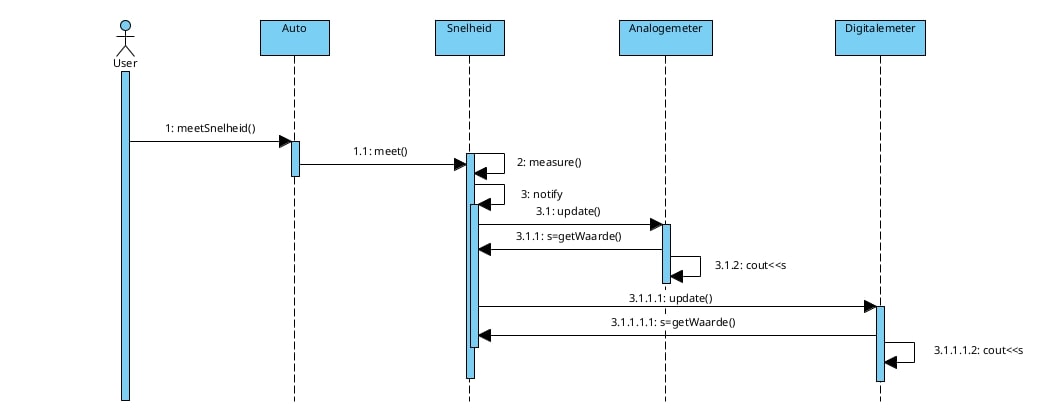 User
Auto
Snelheid
Analogemeter
Digitalemeter
1: meetSnelheid()
1.1: meet()
2: measure()
3: notify
3.1: update()
3.1.1: s=getWaarde()
3.1.2: cout<<s
3.1.1.1: update()
3.1.1.1.1: s=getWaarde()
3.1.1.1.2: cout<<s